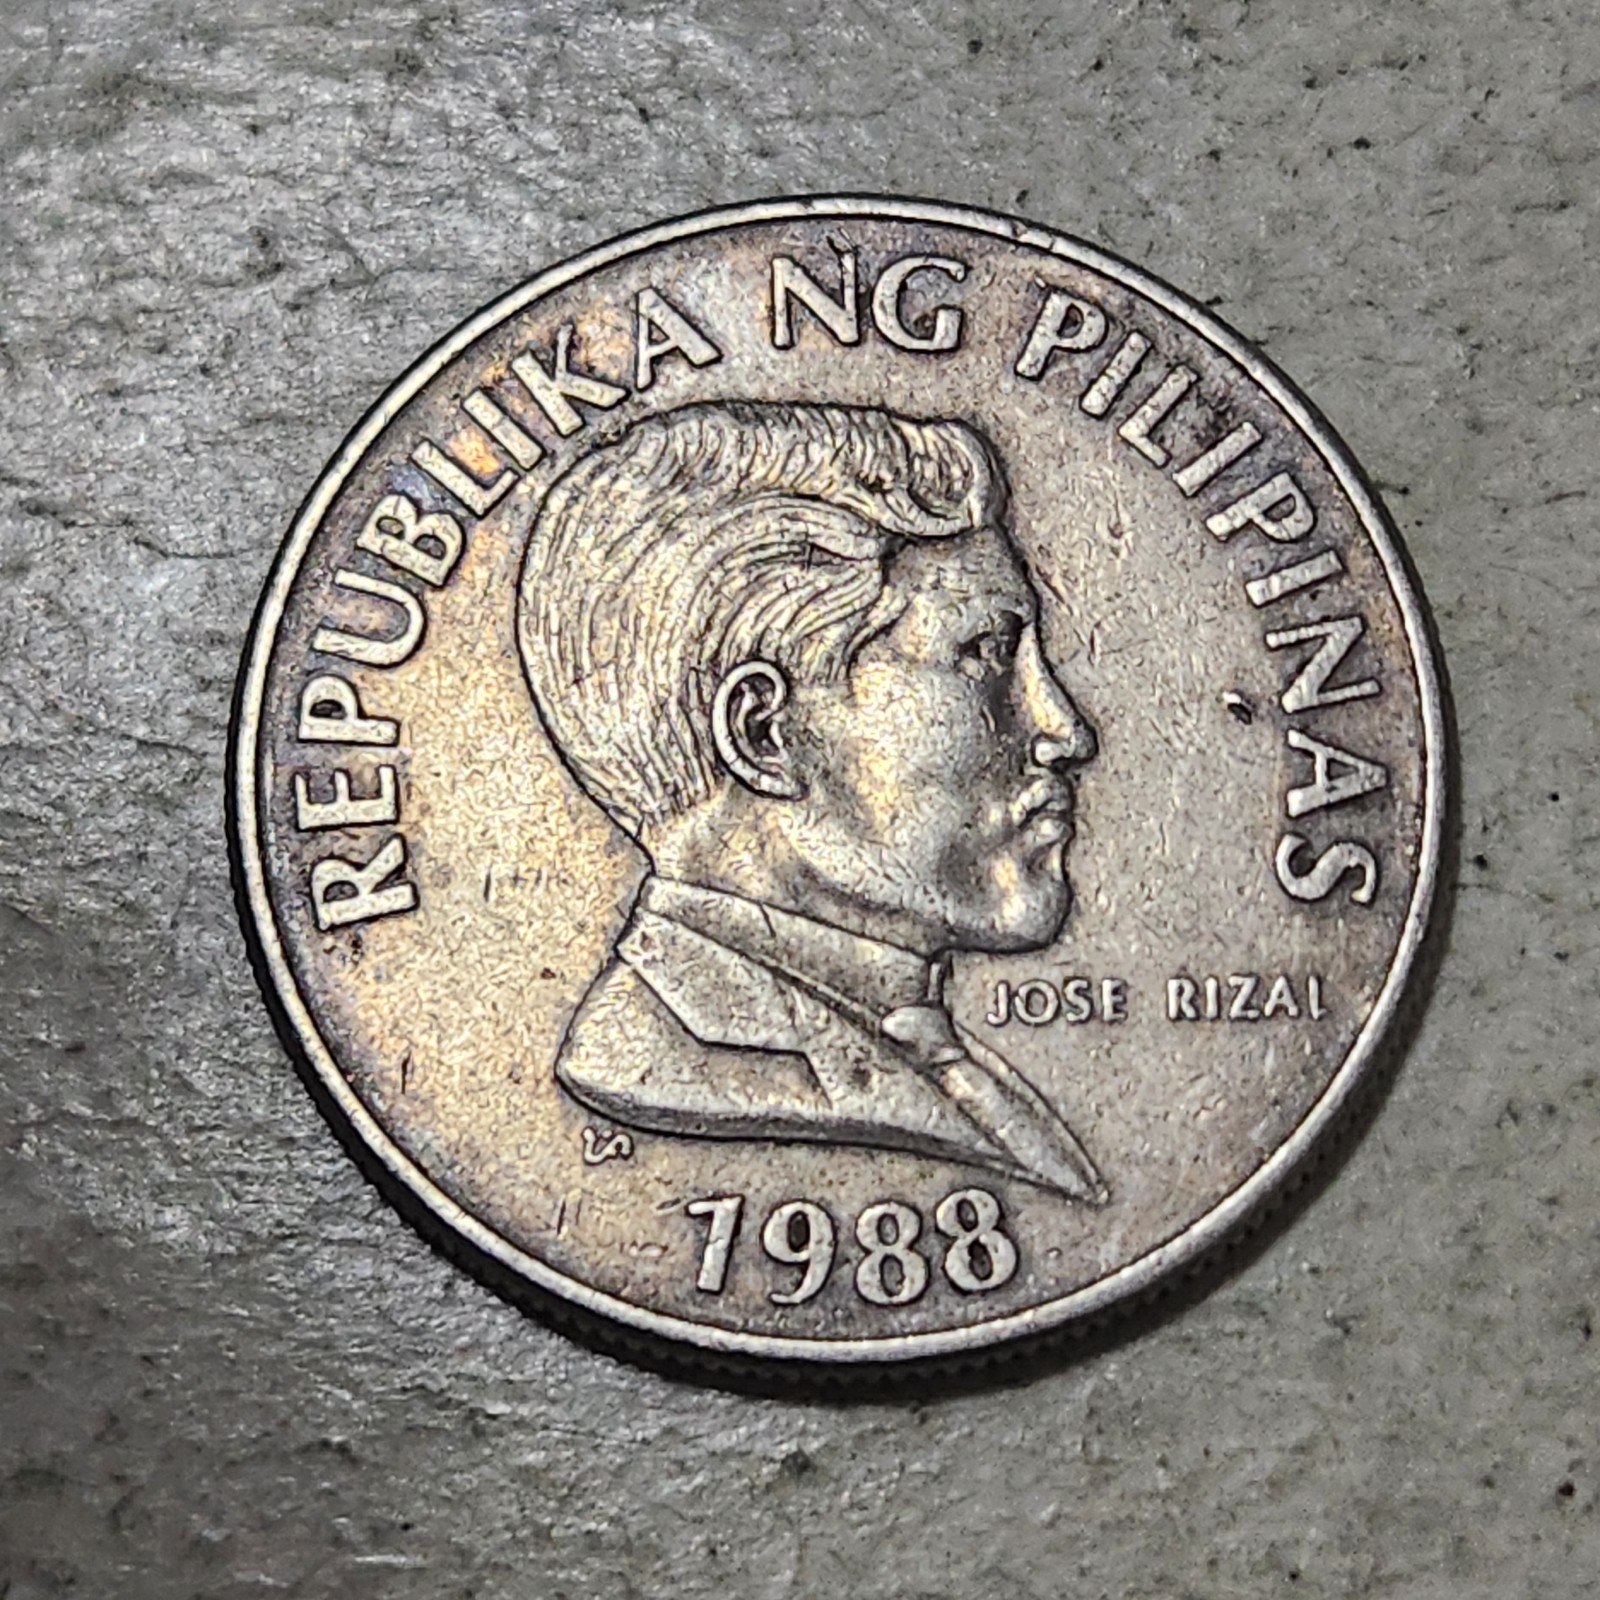 REPUBLIKA NG PILIPINAS
JOSE RIZAL
1988